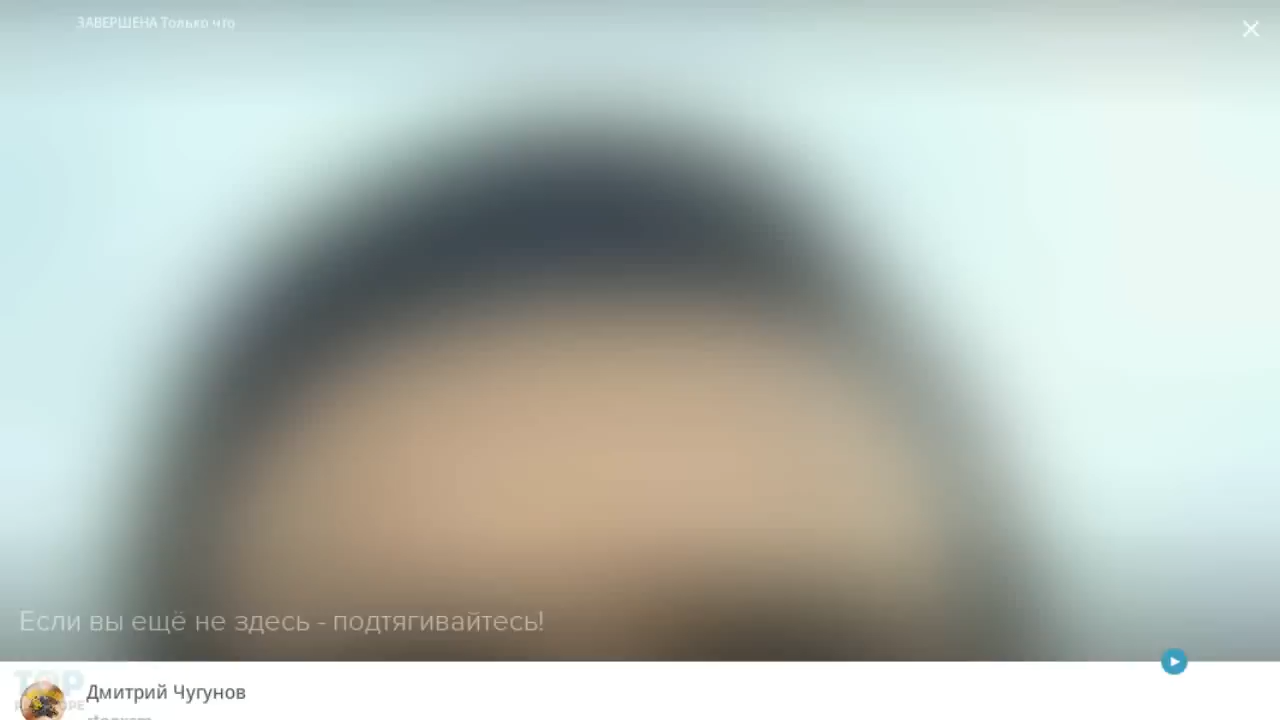 ЗАВЕРШЕНА Только что
Если вы ещё не здесь - подтягивайтесь!
Дмитрий Чугунов